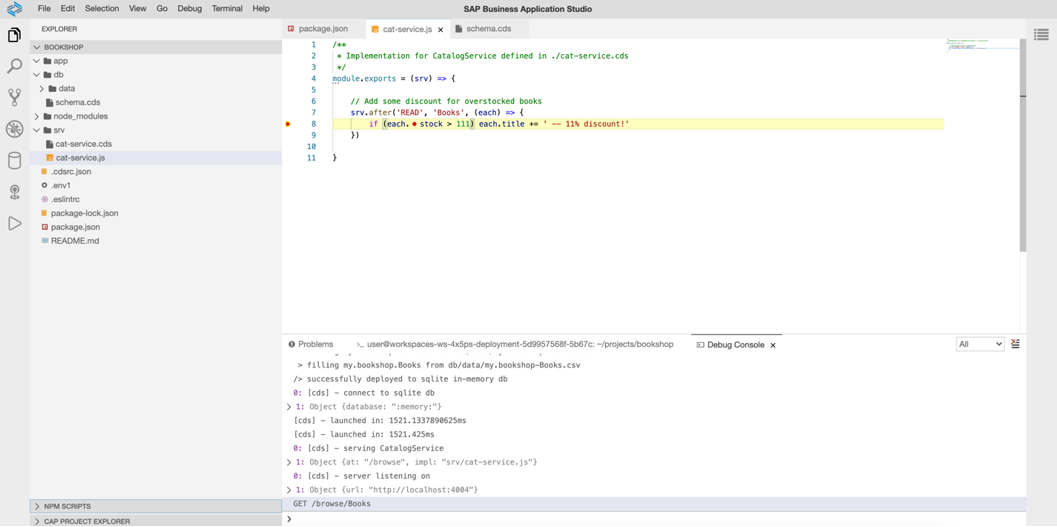 File Edit Selection View Go Debug Terminal Help
SAP Business Application Studio
EXPLORER
BOOKSHOP
app
db
data
schema.cds
node_modules
srv
cat-service.cds
cat-service.js
.cdsrc.json
.env1
.eslintrc
package-lock.json
package.json
README.md
NPM SCRIPTS
CAP PROJECT EXPLORER
package.json cat-service.js schema.cds
1 /**
2 * Implementation for CatalogService defined in ./cat-service.cds
3 */
4 module.exports = (srv) => {
5
6 // Add some discount for overstocked books
7 srv.after('READ', 'Books', (each) => {
8 if (each. stock > 111) each.title += ' -- 11% discount!'
9 })
10
11 }
Problems >_ user@workspaces-ws-4x5ps-deployment-5d9957568f-5b67c: ~/projects/bookshop Debug Console All
> filling my.bookshop.Books from db/data/my.bookshop-Books.csv
/> successfully deployed to sqlite in-memory db
0: [cds] - connect to sqlite db
1: Object {database: ":memory:"}
[cds] - launched in: 1521.1337890625ms
[cds] - launched in: 1521.425ms
0: [cds] - serving CatalogService
1: Object {at: "/browse", impl: "srv/cat-service.js"}
0: [cds] - server listening on
1: Object {url: "http://localhost:4004"}
GET /browse/Books